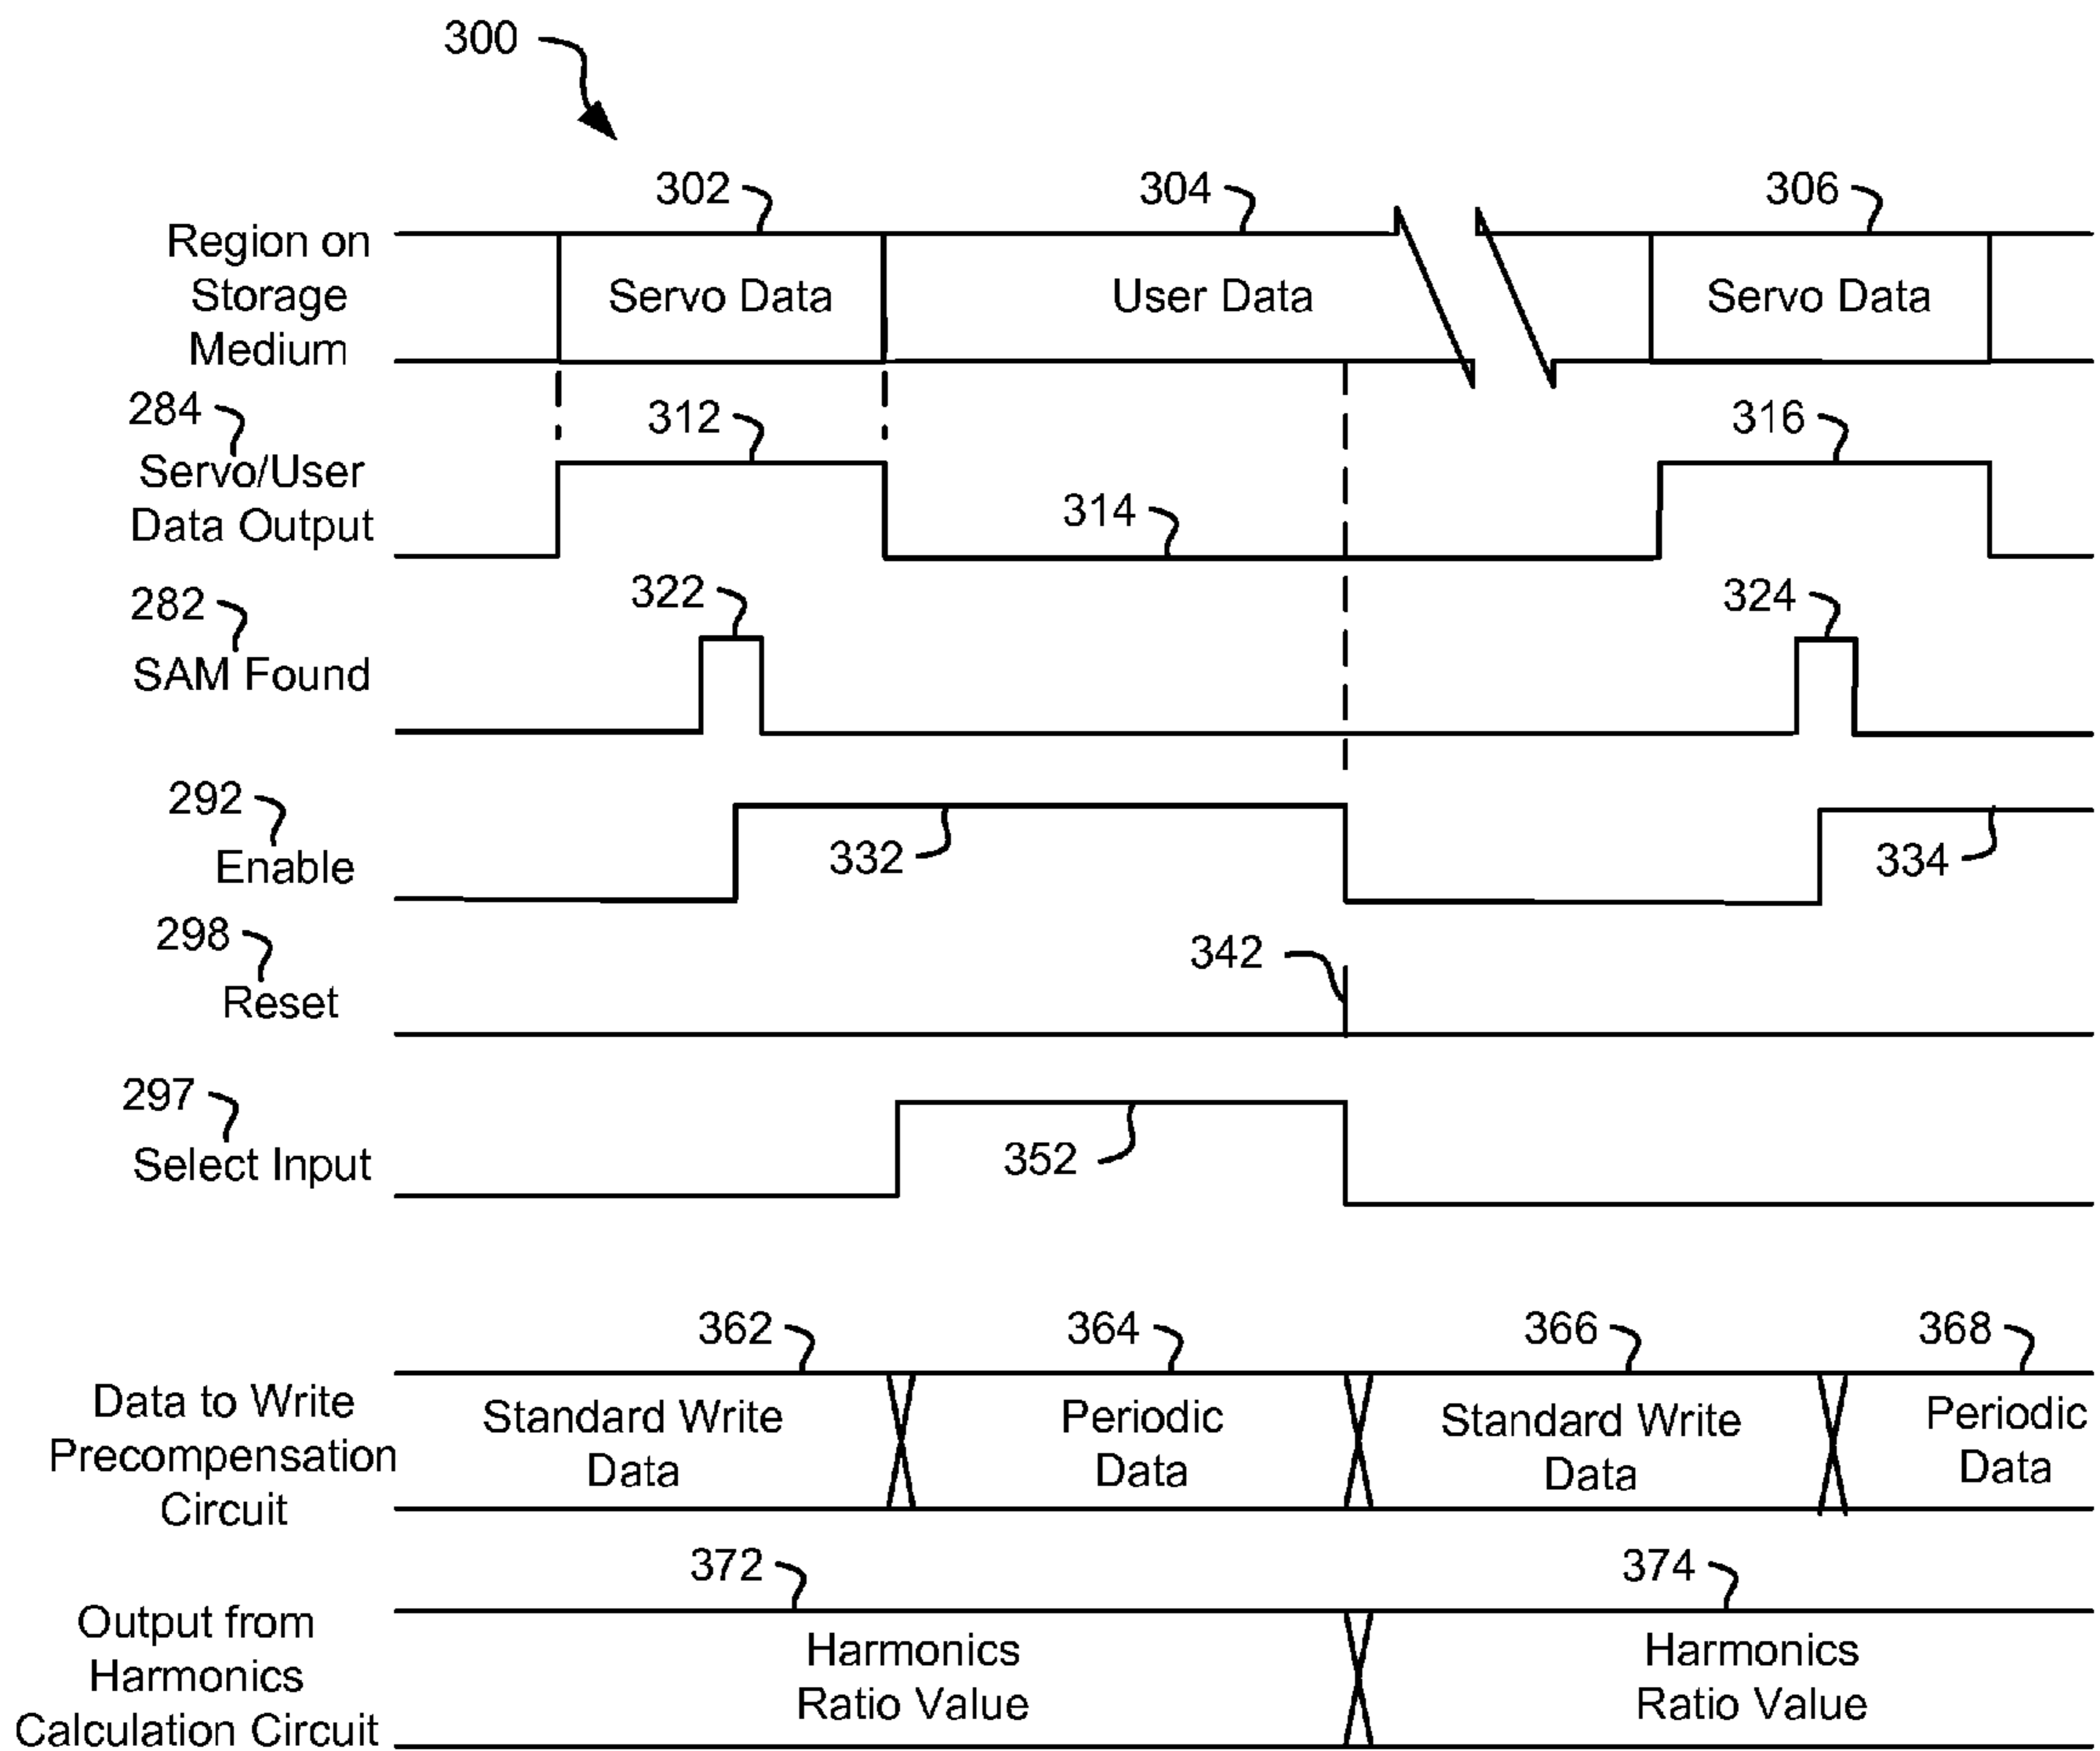 300
302
304
306
Region on
Storage
Medium
Servo Data
User Data
Servo Data
284
312
316
Servo/User
Data Output
314
282
322
324
SAM Found
292
332
334
Enable
298
342
Reset
297
352
Select Input
362
364
366
368
Data to Write
Precompensation
Circuit
Standard Write
Data
Periodic
Data
Standard Write
Data
Periodic
Data
372
374
Output from
Harmonics
Calculation Circuit
Harmonics
Ratio Value
Harmonics
Ratio Value